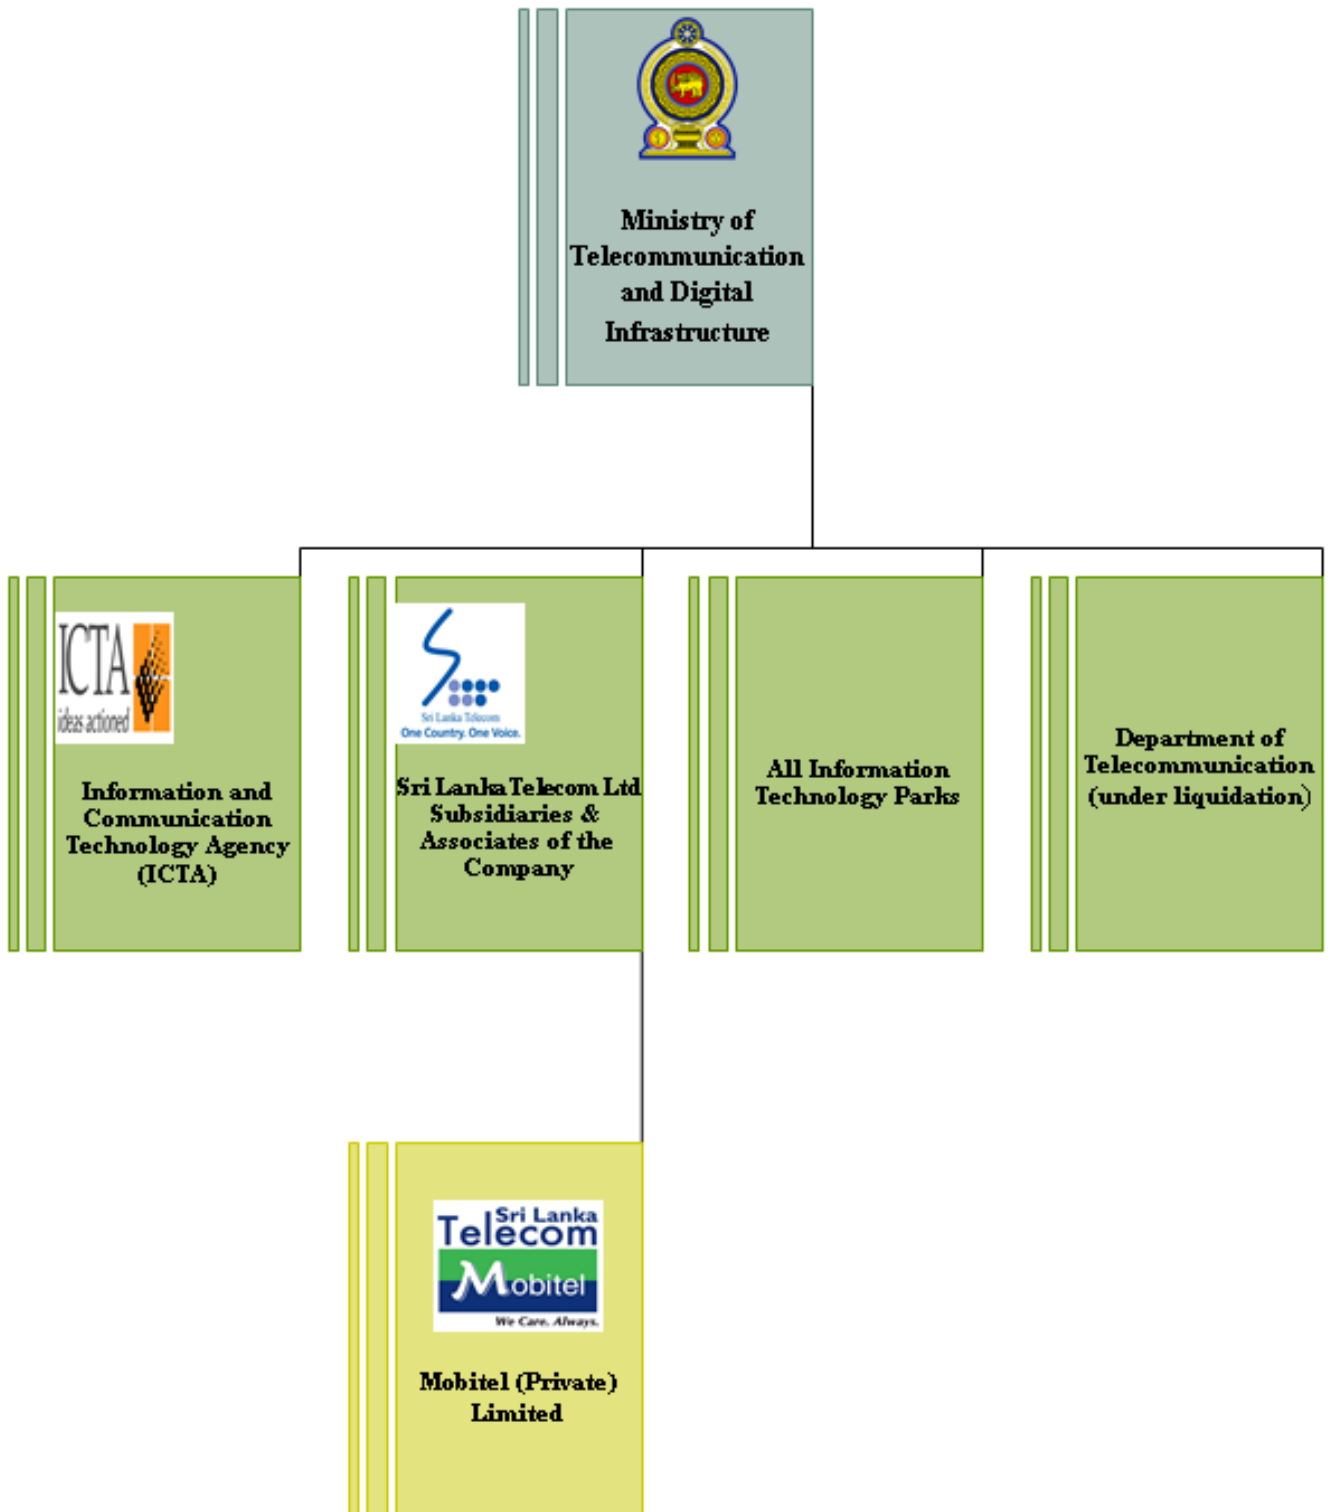 Ministry of
Telecommunication
and Digital
Infrastructure
ICTA
ideas actioned
Information and
Communication
Technology Agency
(ICTA)
Sri Lanka Telecom
One Country. One Voice.
Sri Lanka Telecom Ltd
Subsidiaries &
Associates of the
Company
All Information
Technology Parks
Department of
Telecommunication
(under liquidation)
Sri Lanka
Telecom
Mobitel
We Care. Always.
Mobitel (Private)
Limited